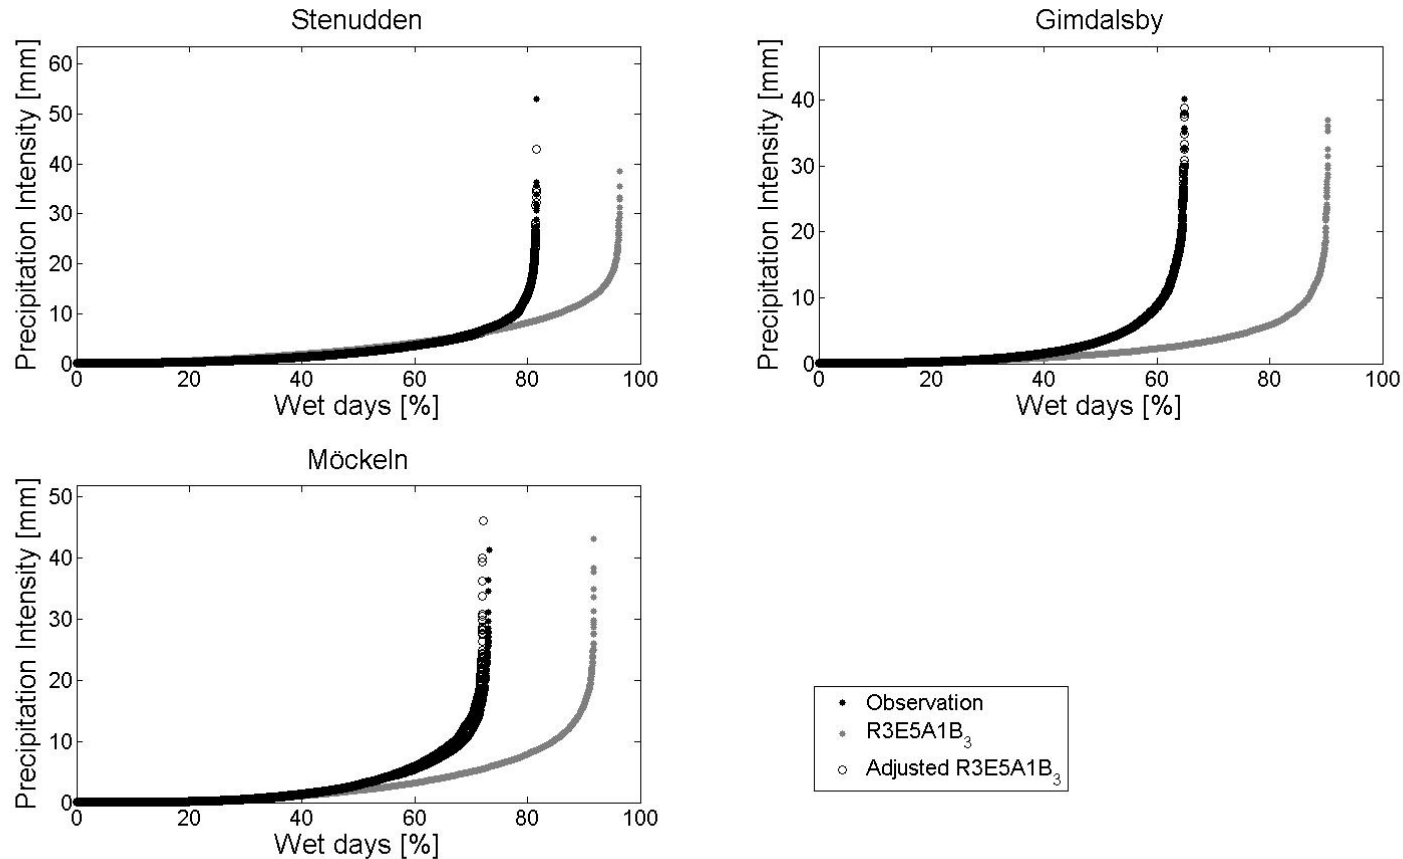 Stenudden
Precipitation Intensity [mm]
60
50
40
30
20
10
0
0 20 40 60 80 100
Wet days [%]
Gimdalsby
Precipitation Intensity [mm]
40
30
20
10
0
0 20 40 60 80 100
Wet days [%]
Möckeln
Precipitation Intensity [mm]
50
40
30
20
10
0
0 20 40 60 80 100
Wet days [%]
Observation
R3E5A1B3
Adjusted R3E5A1B3